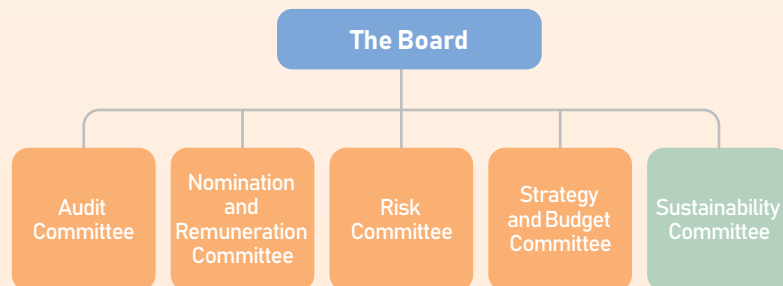 The Board
Audit
Committee
Nomination
and
Remuneration
Committee
Risk
Committee
Strategy
and Budget
Committee
Sustainability
Committee